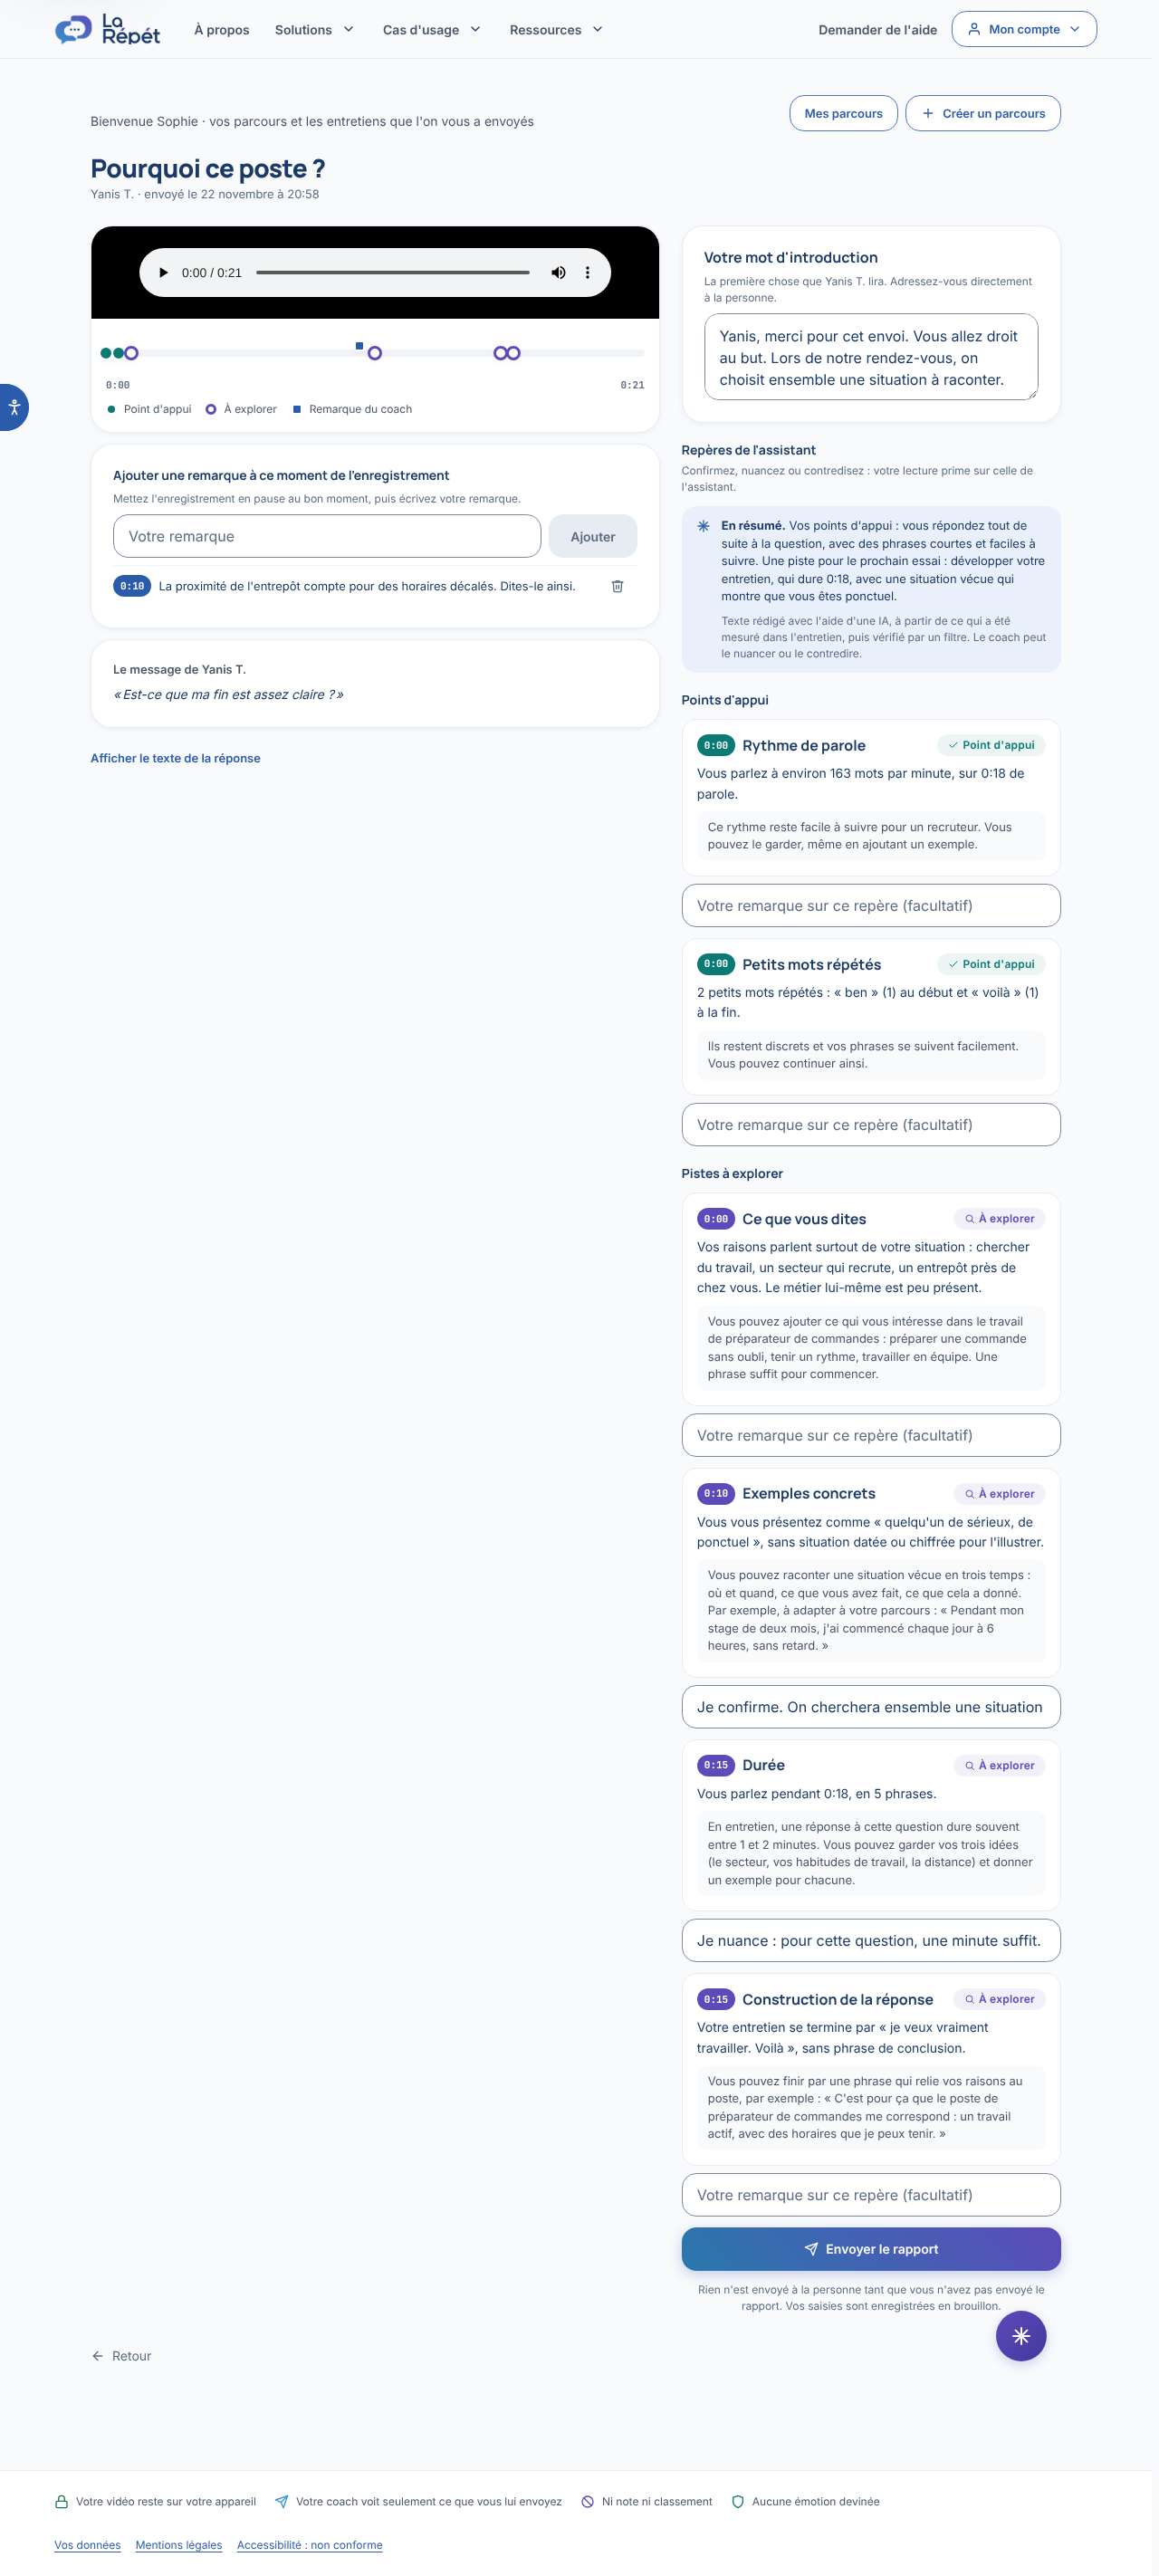 La Répét
À propos
Solutions
Cas d'usage
Ressources
Demander de l'aide
Mon compte
Bienvenue Sophie · vos parcours et les entretiens que l'on vous a envoyés
Mes parcours
Créer un parcours
Pourquoi ce poste ?
Yanis T. · envoyé le 22 novembre à 20:58
0:00 / 0:21
0:00
0:21
Point d'appui
À explorer
Remarque du coach
Ajouter une remarque à ce moment de l'enregistrement
Mettez l'enregistrement en pause au bon moment, puis écrivez votre remarque.
Votre remarque
Ajouter
0:10 La proximité de l'entrepôt compte pour des horaires décalés. Dites-le ainsi.
Le message de Yanis T.
« Est-ce que ma fin est assez claire ? »
Afficher le texte de la réponse
Votre mot d'introduction
La première chose que Yanis T. lira. Adressez-vous directement
à la personne.
Yanis, merci pour cet envoi. Vous allez droit
au but. Lors de notre rendez-vous, on
choisit ensemble une situation à raconter.
Repères de l'assistant
Confirmez, nuancez ou contredisez : votre lecture prime sur celle de
l'assistant.
En résumé. Vos points d'appui : vous répondez tout de
suite à la question, avec des phrases courtes et faciles à
suivre. Une piste pour le prochain essai : développer votre
entretien, qui dure 0:18, avec une situation vécue qui
montre que vous êtes ponctuel.
Texte rédigé avec l'aide d'une IA, à partir de ce qui a été
mesuré dans l'entretien, puis vérifié par un filtre. Le coach peut
le nuancer ou le contredire.
Points d'appui
0:00 Rythme de parole
Point d'appui
Vous parlez à environ 163 mots par minute, sur 0:18 de
parole.
Ce rythme reste facile à suivre pour un recruteur. Vous
pouvez le garder, même en ajoutant un exemple.
Votre remarque sur ce repère (facultatif)
0:00 Petits mots répétés
Point d'appui
2 petits mots répétés : « ben » (1) au début et « voilà » (1)
à la fin.
Ils restent discrets et vos phrases se suivent facilement.
Vous pouvez continuer ainsi.
Votre remarque sur ce repère (facultatif)
Pistes à explorer
0:00 Ce que vous dites
À explorer
Vos raisons parlent surtout de votre situation : chercher
du travail, un secteur qui recrute, un entrepôt près de
chez vous. Le métier lui-même est peu présent.
Vous pouvez ajouter ce qui vous intéresse dans le travail
de préparateur de commandes : préparer une commande
sans oubli, tenir un rythme, travailler en équipe. Une
phrase suffit pour commencer.
Votre remarque sur ce repère (facultatif)
0:10 Exemples concrets
À explorer
Vous vous présentez comme « quelqu'un de sérieux, de
ponctuel », sans situation datée ou chiffrée pour l'illustrer.
Vous pouvez raconter une situation vécue en trois temps :
où et quand, ce que vous avez fait, ce que cela a donné.
Par exemple, à adapter à votre parcours : « Pendant mon
stage de deux mois, j'ai commencé chaque jour à 6
heures, sans retard. »
Je confirme. On cherchera ensemble une situation
0:15 Durée
À explorer
Vous parlez pendant 0:18, en 5 phrases.
En entretien, une réponse à cette question dure souvent
entre 1 et 2 minutes. Vous pouvez garder vos trois idées
(le secteur, vos habitudes de travail, la distance) et donner
un exemple pour chacune.
Je nuance : pour cette question, une minute suffit.
0:15 Construction de la réponse
À explorer
Votre entretien se termine par « je veux vraiment
travailler. Voilà », sans phrase de conclusion.
Vous pouvez finir par une phrase qui relie vos raisons au
poste, par exemple : « C'est pour ça que le poste de
préparateur de commandes me correspond : un travail
actif, avec des horaires que je peux tenir. »
Votre remarque sur ce repère (facultatif)
Envoyer le rapport
Rien n'est envoyé à la personne tant que vous n'avez pas envoyé le
rapport. Vos saisies sont enregistrées en brouillon.
Retour
Votre vidéo reste sur votre appareil
Votre coach voit seulement ce que vous lui envoyez
Ni note ni classement
Aucune émotion devinée
Vos données
Mentions légales
Accessibilité : non conforme